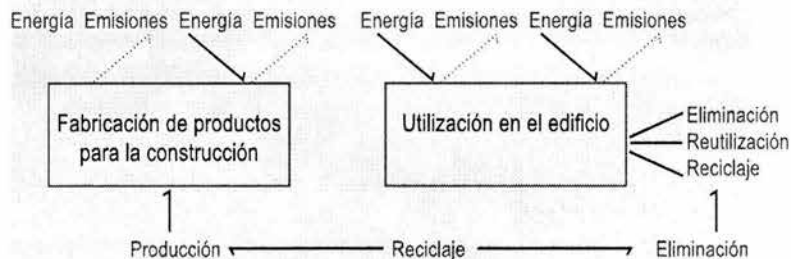 Energía Emisiones Energía Emisiones Energía Emisiones Energía Emisiones
Fabricación de productos
para la construcción
Utilización en el edificio
Eliminación
Reutilización
Reciclaje
Producción Reciclaje Eliminación